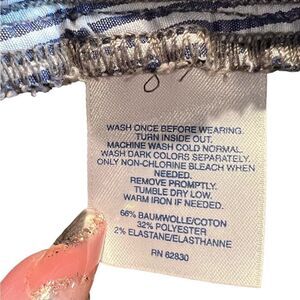 WASH ONCE BEFORE WEARING.
TURN INSIDE OUT.
MACHINE WASH COLD NORMAL.
WASH DARK COLORS SEPARATELY.
ONLY NON-CHLORINE BLEACH WHEN
NEEDED.
REMOVE PROMPTLY.
TUMBLE DRY LOW.
WARM IRON IF NEEDED.
66% BAUMWOLLE/COTTON
32% POLYESTER
2% ELASTANE/ELASTHANNE
RN 82830